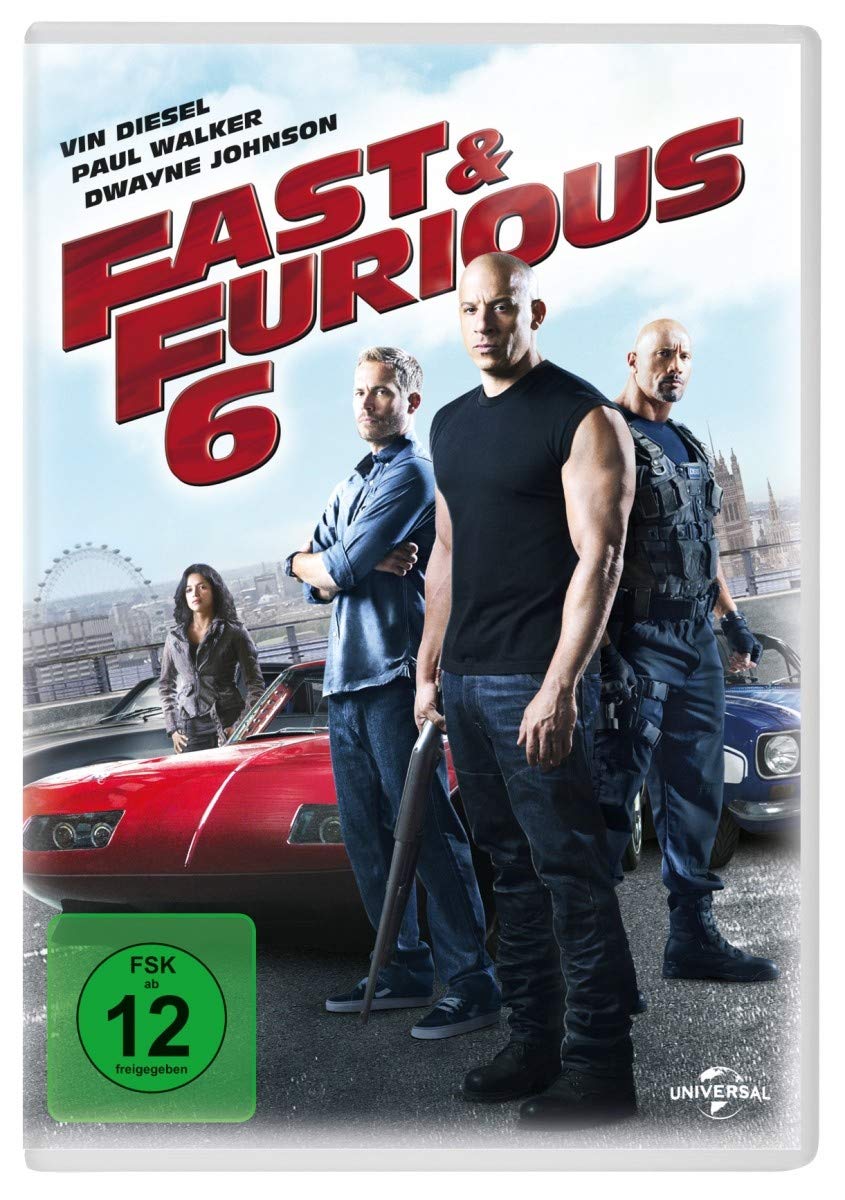 VIN DIESEL
PAUL WALKER
DWAYNE JOHNSON
FAST &
FURIOUS
6
FSK
ab
12
freigegeben
UNIVERSAL